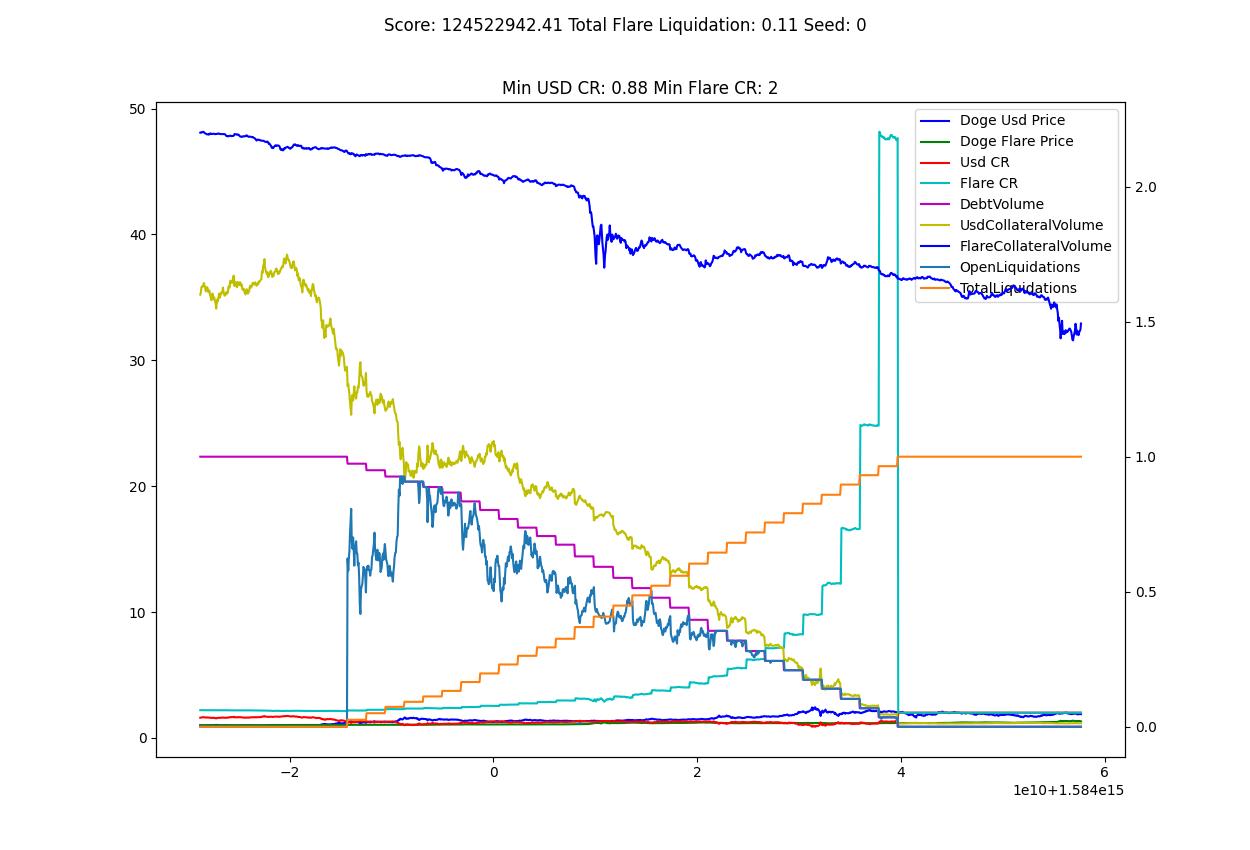 Score: 124522942.41 Total Flare Liquidation: 0.11 Seed: 0
Min USD CR: 0.88 Min Flare CR: 2
50
40
30
20
10
0
2.0
1.5
1.0
0.5
0.0
Doge Usd Price
Doge Flare Price
Usd CR
Flare CR
DebtVolume
UsdCollateralVolume
FlareCollateralVolume
OpenLiquidations
TotalLiquidations
−2 0 2 4 6
1e10+1.584e15